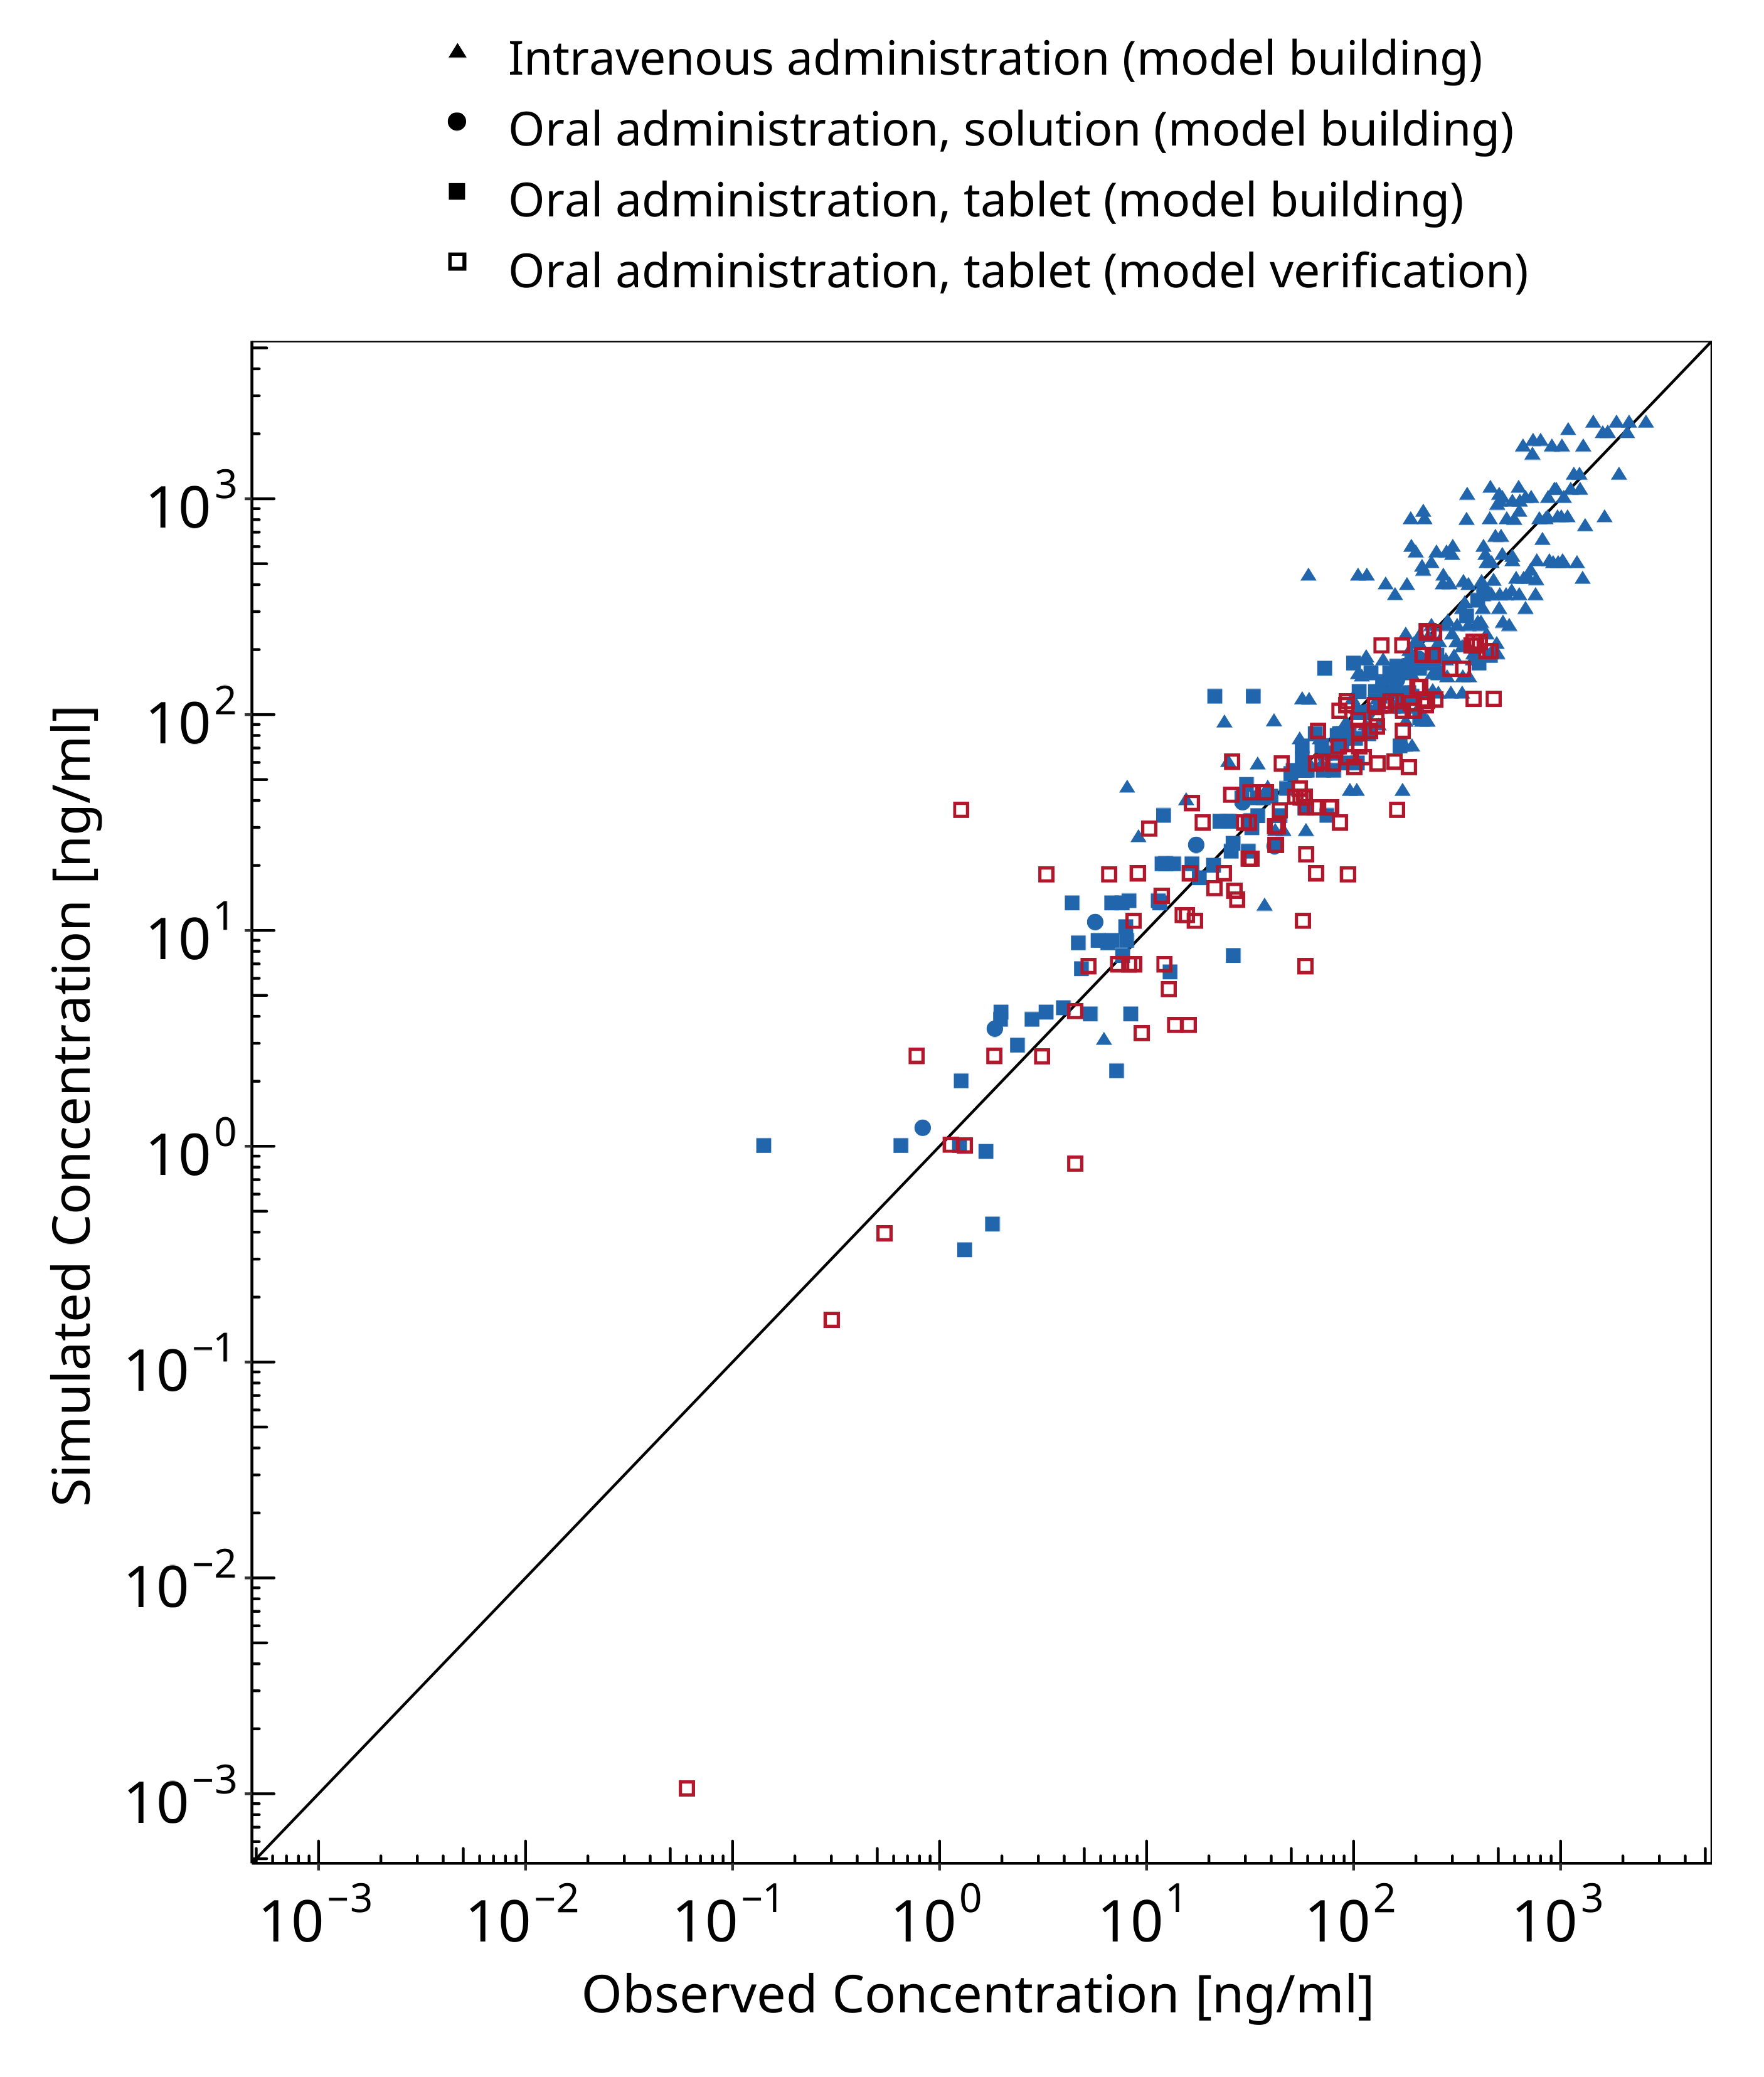 Intravenous administration (model building)
Oral administration, solution (model building)
Oral administration, tablet (model building)
Oral administration, tablet (model verification)
Simulated Concentration [ng/ml]
10³
10²
10¹
10⁰
10⁻¹
10⁻²
10⁻³
10⁻³ 10⁻² 10⁻¹ 10⁰ 10¹ 10² 10³
Observed Concentration [ng/ml]